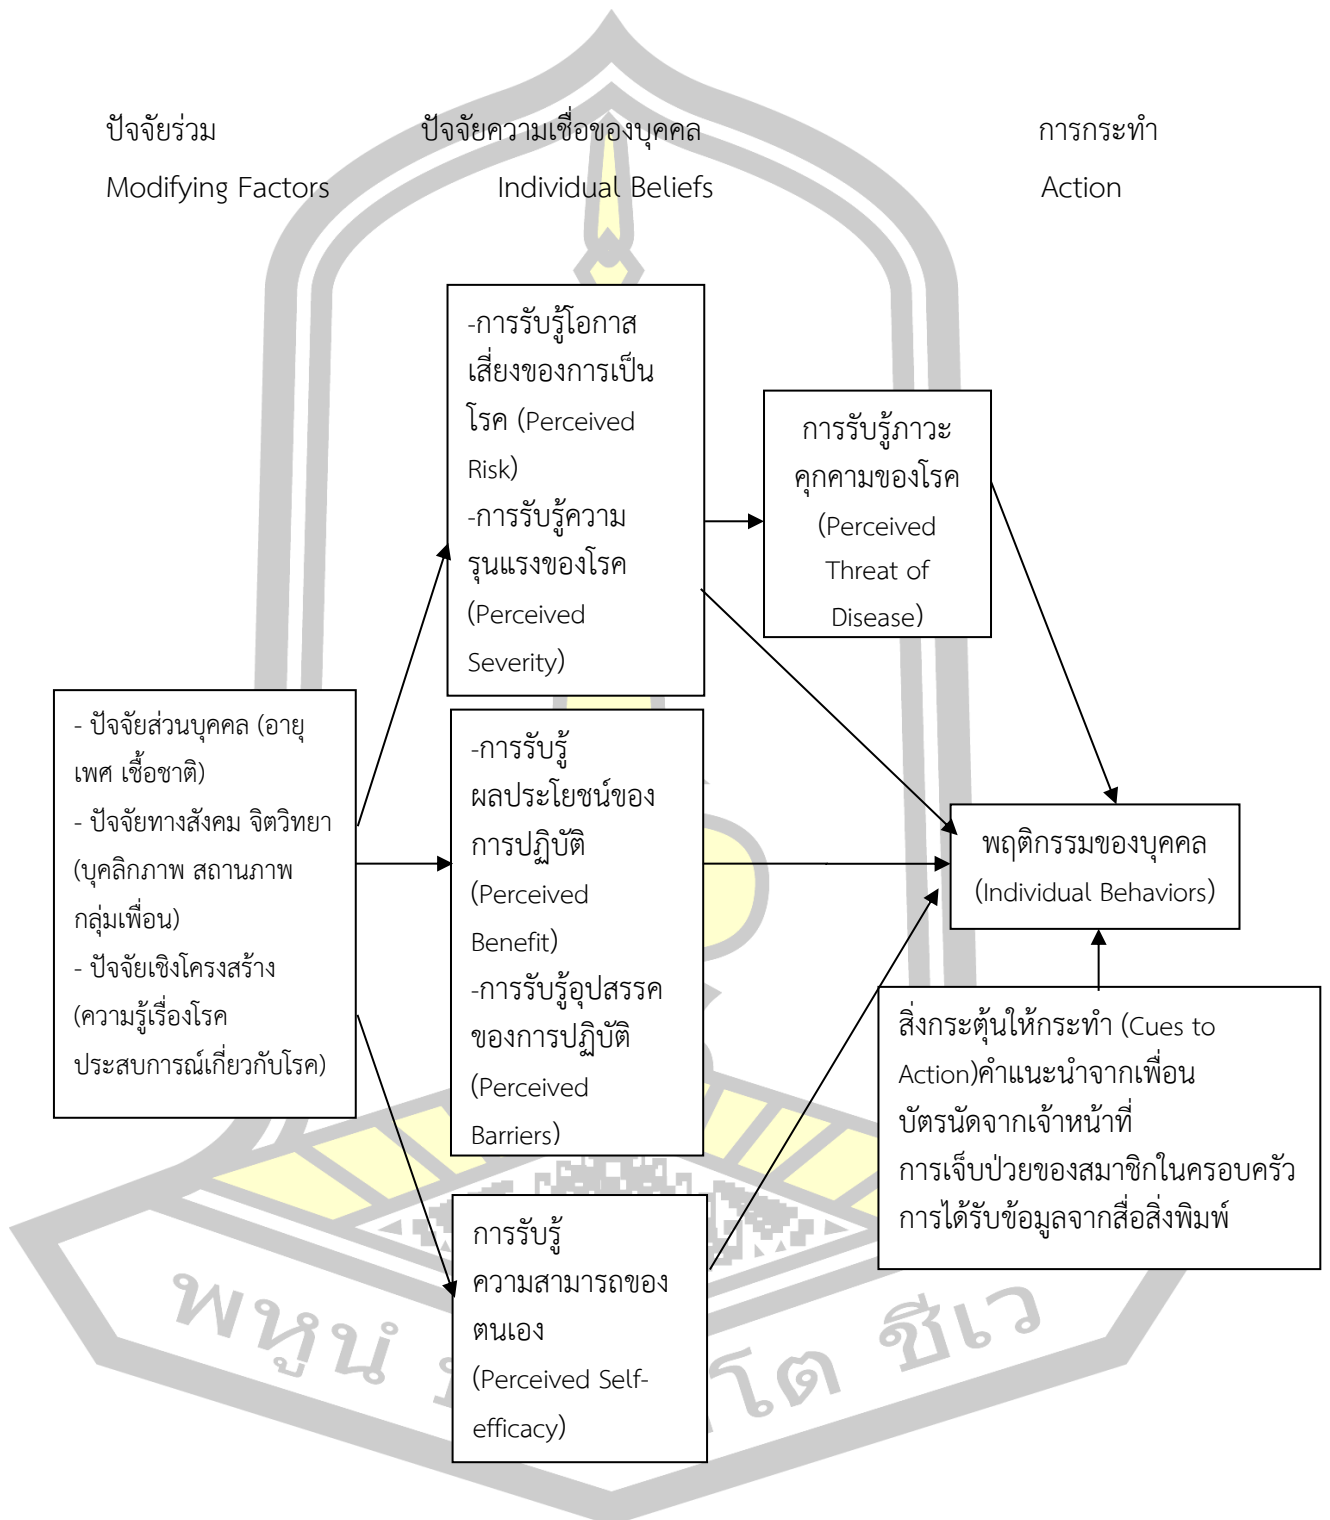 ปัจจัยร่วม
ปัจจัยความเชื่อของบุคคล
การกระทำ
Modifying Factors
Individual Beliefs
Action
-การรับรู้โอกาส
เสี่ยงของการเป็น
โรค (Perceived
Risk)
-การรับรู้ความ
รุนแรงของโรค
(Perceived
Severity)
การรับรู้ภาวะ
คุกคามของโรค
(Perceived
Threat of
Disease)
- ปัจจัยส่วนบุคคล (อายุ
เพศ เชื้อชาติ)
- ปัจจัยทางสังคม จิตวิทยา
(บุคลิกภาพ สถานภาพ
กลุ่มเพื่อน)
- ปัจจัยเชิงโครงสร้าง
(ความรู้เรื่องโรค
ประสบการณ์เกี่ยวกับโรค)
-การรับรู้
ผลประโยชน์ของ
การปฏิบัติ
(Perceived
Benefit)
-การรับรู้อุปสรรค
ของการปฏิบัติ
(Perceived
Barriers)
พฤติกรรมของบุคคล
(Individual Behaviors)
สิ่งกระตุ้นให้กระทำ (Cues to
Action)คำแนะนำจากเพื่อน
บัตรนัดจากเจ้าหน้าที่
การเจ็บป่วยของสมาชิกในครอบครัว
การได้รับข้อมูลจากสื่อสิ่งพิมพ์
การรับรู้
ความสามารถของ
ตนเอง
(Perceived Self-
efficacy)
พหูนํ
โต ชีเว